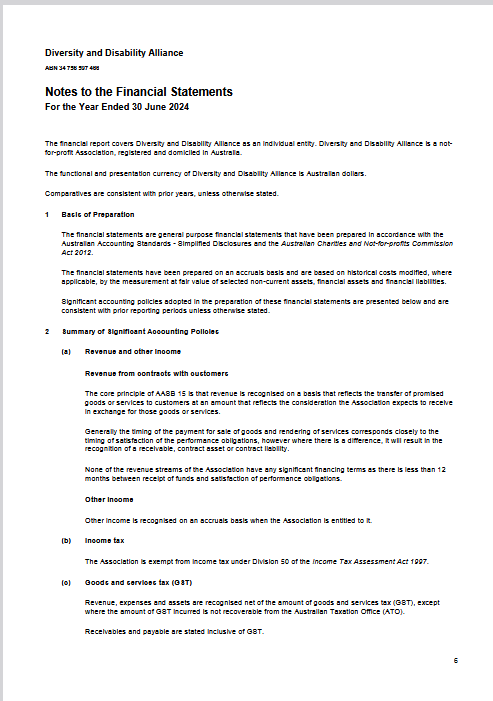 Diversity and Disability Alliance
ABN 34 756 597 466
Notes to the Financial Statements
For the Year Ended 30 June 2024
The financial report covers Diversity and Disability Alliance as an individual entity. Diversity and Disability Alliance is a not-
for-profit Association, registered and domiciled in Australia.
The functional and presentation currency of Diversity and Disability Alliance is Australian dollars.
Comparatives are consistent with prior years, unless otherwise stated.
1 Basis of Preparation
The financial statements are general purpose financial statements that have been prepared in accordance with the
Australian Accounting Standards - Simplified Disclosures and the Australian Charities and Not-for-profits Commission
Act 2012.
The financial statements have been prepared on an accruals basis and are based on historical costs modified, where
applicable, by the measurement at fair value of selected non-current assets, financial assets and financial liabilities.
Significant accounting policies adopted in the preparation of these financial statements are presented below and are
consistent with prior reporting periods unless otherwise stated.
2 Summary of Significant Accounting Policies
(a) Revenue and other income
Revenue from contracts with customers
The core principle of AASB 15 is that revenue is recognised on a basis that reflects the transfer of promised
goods or services to customers at an amount that reflects the consideration the Association expects to receive
in exchange for those goods or services.
Generally the timing of the payment for sale of goods and rendering of services corresponds closely to the
timing of satisfaction of the performance obligations, however where there is a difference, it will result in the
recognition of a receivable, contract asset or contract liability.
None of the revenue streams of the Association have any significant financing terms as there is less than 12
months between receipt of funds and satisfaction of performance obligations.
Other income
Other income is recognised on an accruals basis when the Association is entitled to it.
(b) Income tax
The Association is exempt from income tax under Division 50 of the Income Tax Assessment Act 1997.
(c) Goods and services tax (GST)
Revenue, expenses and assets are recognised net of the amount of goods and services tax (GST), except
where the amount of GST incurred is not recoverable from the Australian Taxation Office (ATO).
Receivables and payable are stated inclusive of GST.
6